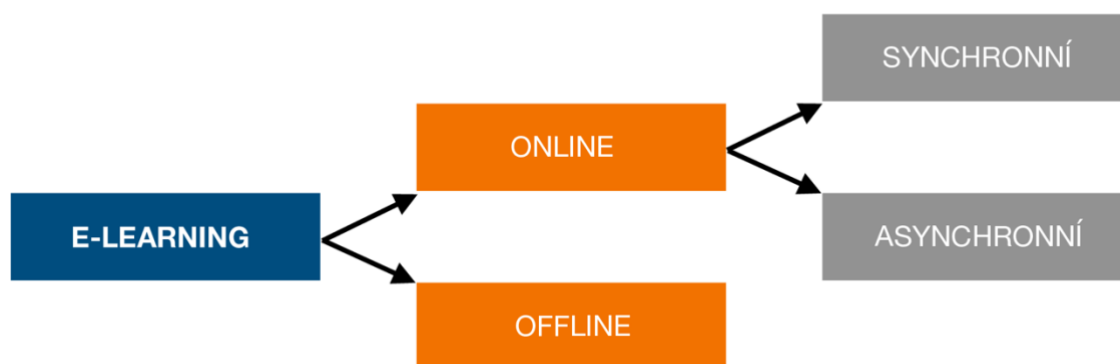 SYNCHRONNÍ
ONLINE
E-LEARNING
ASYNCHRONNÍ
OFFLINE